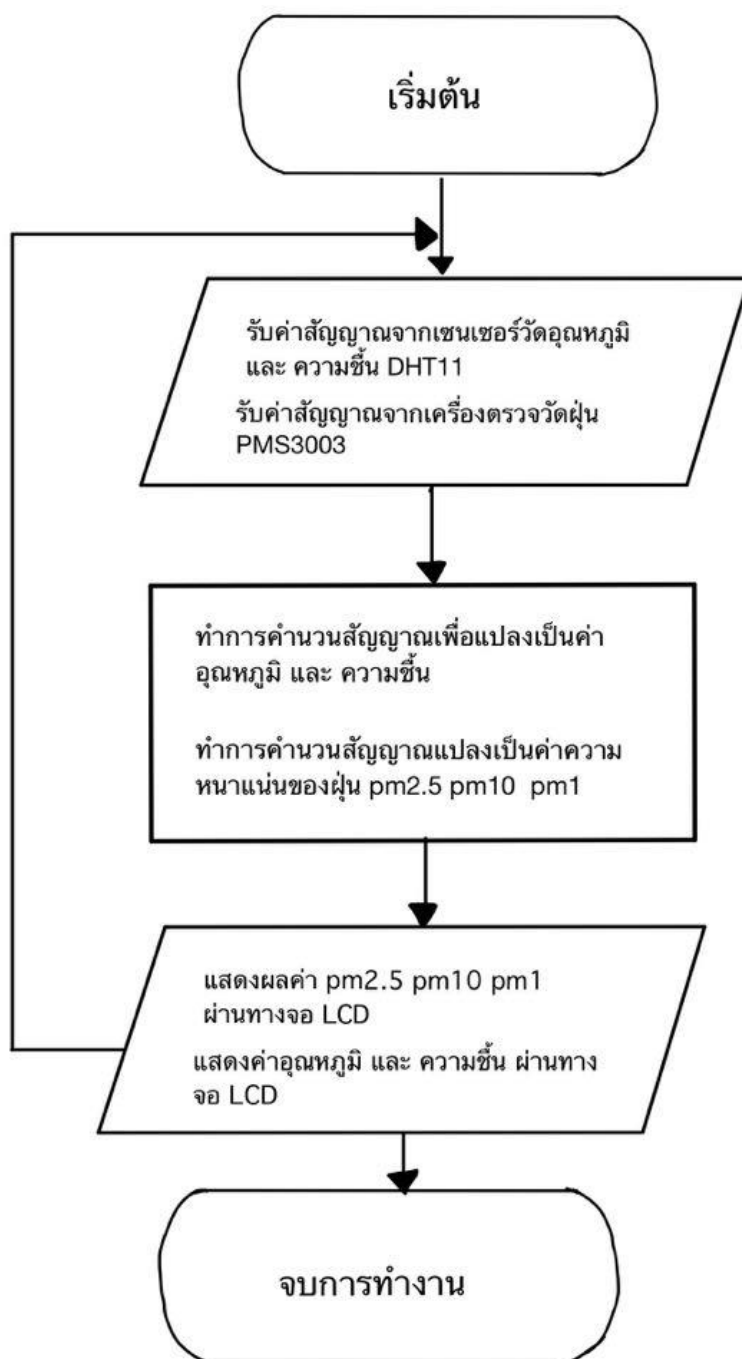 เริ่มต้น
รับค่าสัญญาณจากเซนเซอร์วัดอุณหภูมิ
และ ความชื้น DHT11
รับค่าสัญญาณจากเครื่องตรวจวัดฝุ่น
PMS3003
ทำการคำนวนสัญญาณเพื่อแปลงเป็นค่า
อุณหภูมิ และ ความชื้น
ทำการคำนวนสัญญาณแปลงเป็นค่าความ
หนาแน่นของฝุ่น pm2.5 pm10 pm1
แสดงผลค่า pm2.5 pm10 pm1
ผ่านทางจอ LCD
แสดงค่าอุณหภูมิ และ ความชื้น ผ่านทาง
จอ LCD
จบการทำงาน